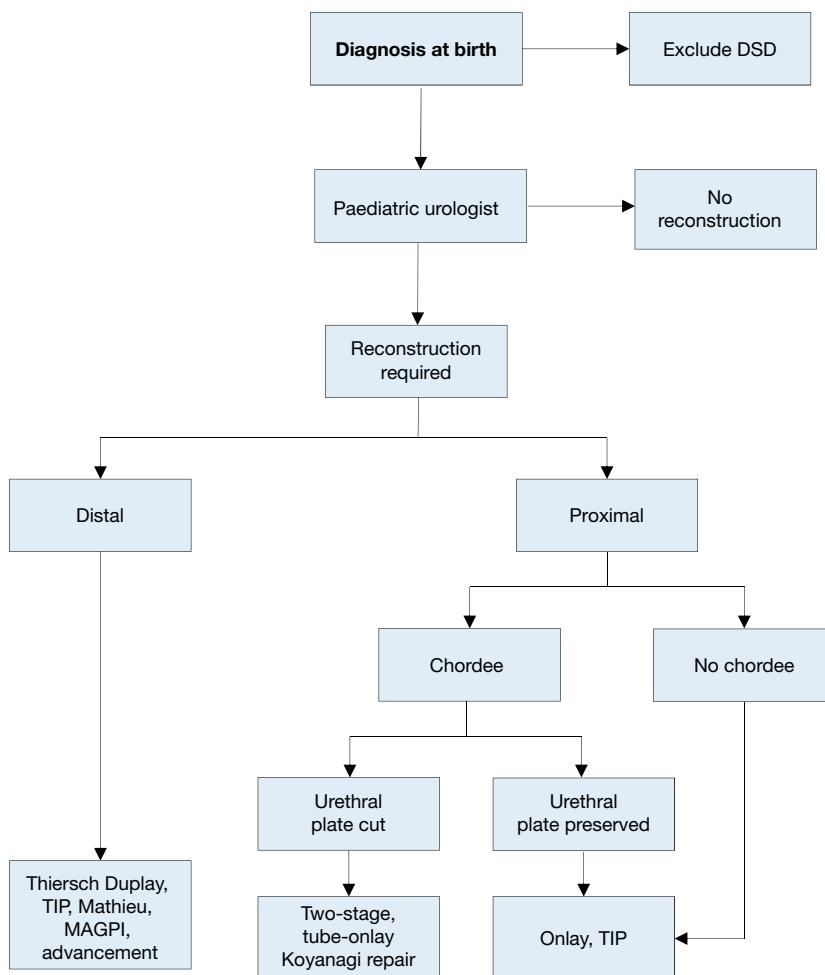 Diagnosis at birth
Exclude DSD
Paediatric urologist
No
reconstruction
Reconstruction
required
Distal
Proximal
Chordee
No chordee
Urethral
plate cut
Urethral
plate preserved
Thiersch Duplay,
TIP, Mathieu,
MAGPI,
advancement
Two-stage,
tube-onlay
Koyanagi repair
Onlay, TIP